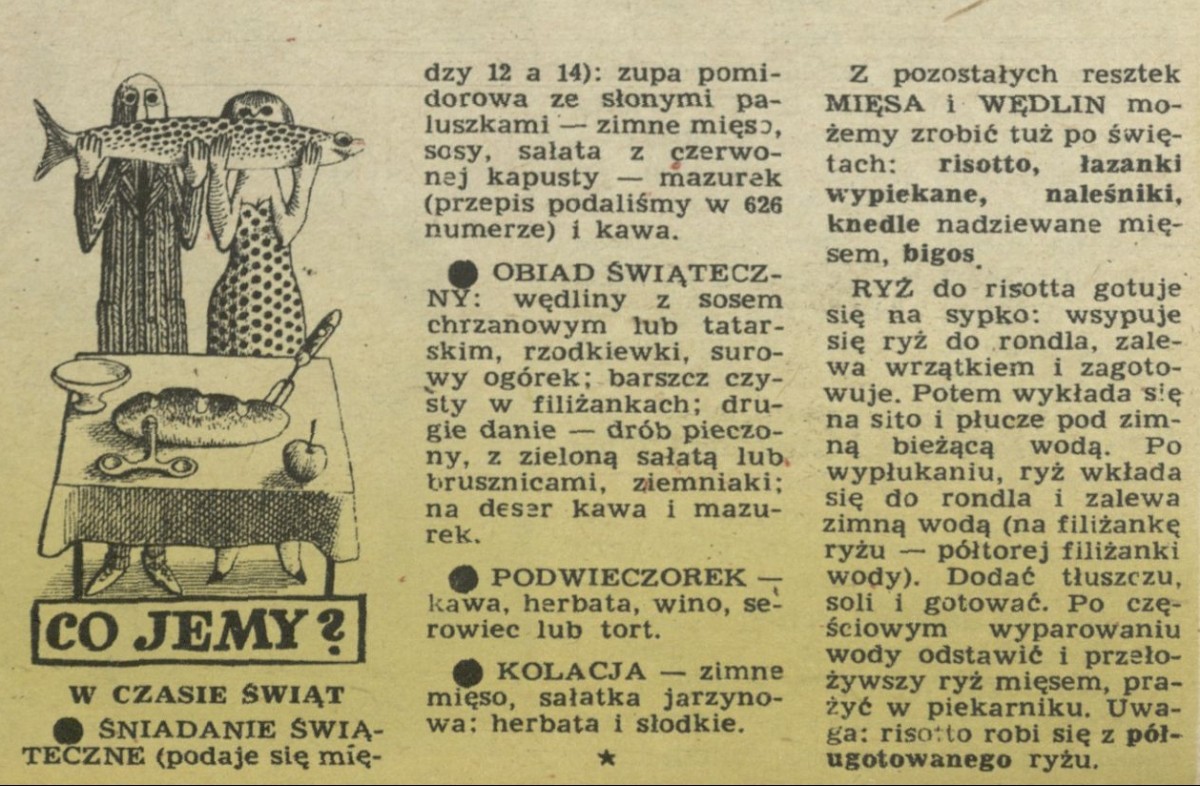 CO JEMY?
W CZASIE ŚWIĄT
● ŚNIADANIE ŚWIĄ-
TECZNE (podaje się mię-
dzy 12 a 14): zupa pomi-
dorowa ze słonymi pa-
luszkami — zimne mięso,
sosy, sałata z czerwo-
nej kapusty — mazurek
(przepis podaliśmy w 626
numerze) i kawa.
● OBIAD ŚWIĄTECZ-
NY: wędliny z sosem
chrzanowym lub tatar-
skim, rzodkiewki, suro-
wy ogórek; barszcz czy-
sty w filiżankach; dru-
gie danie — drób pieczo-
ny, z zieloną sałatą lub
brusznicami, ziemniaki;
na deser kawa i mazu-
rek.
● PODWIECZOREK —
kawa, herbata, wino, se-
rowiec lub tort.
● KOLACJA — zimne
mięso, sałatka jarzyno-
wa: herbata i słodkie.
★
Z pozostałych resztek
MIĘSA i WĘDLIN mo-
żemy zrobić tuż po świę-
tach: risotto, łazanki
wypiekane, naleśniki,
knedle nadziewane mię-
sem, bigos.
RYŻ do risotta gotuje
się na sypko: wsypuje
się ryż do rondla, zale-
wa wrzątkiem i zagoto-
wuje. Potem wykłada się
na sito i płucze pod zim-
ną bieżącą wodą. Po
wypłukaniu, ryż wkłada
się do rondla i zalewa
zimną wodą (na filiżankę
ryżu — półtorej filiżanki
wody). Dodać tłuszczu,
soli i gotować. Po czę-
ściowym wyparowaniu
wody odstawić i przeło-
żywszy ryż mięsem, pra-
żyć w piekarniku. Uwa-
ga: risotto robi się z pół-
ugotowanego ryżu.